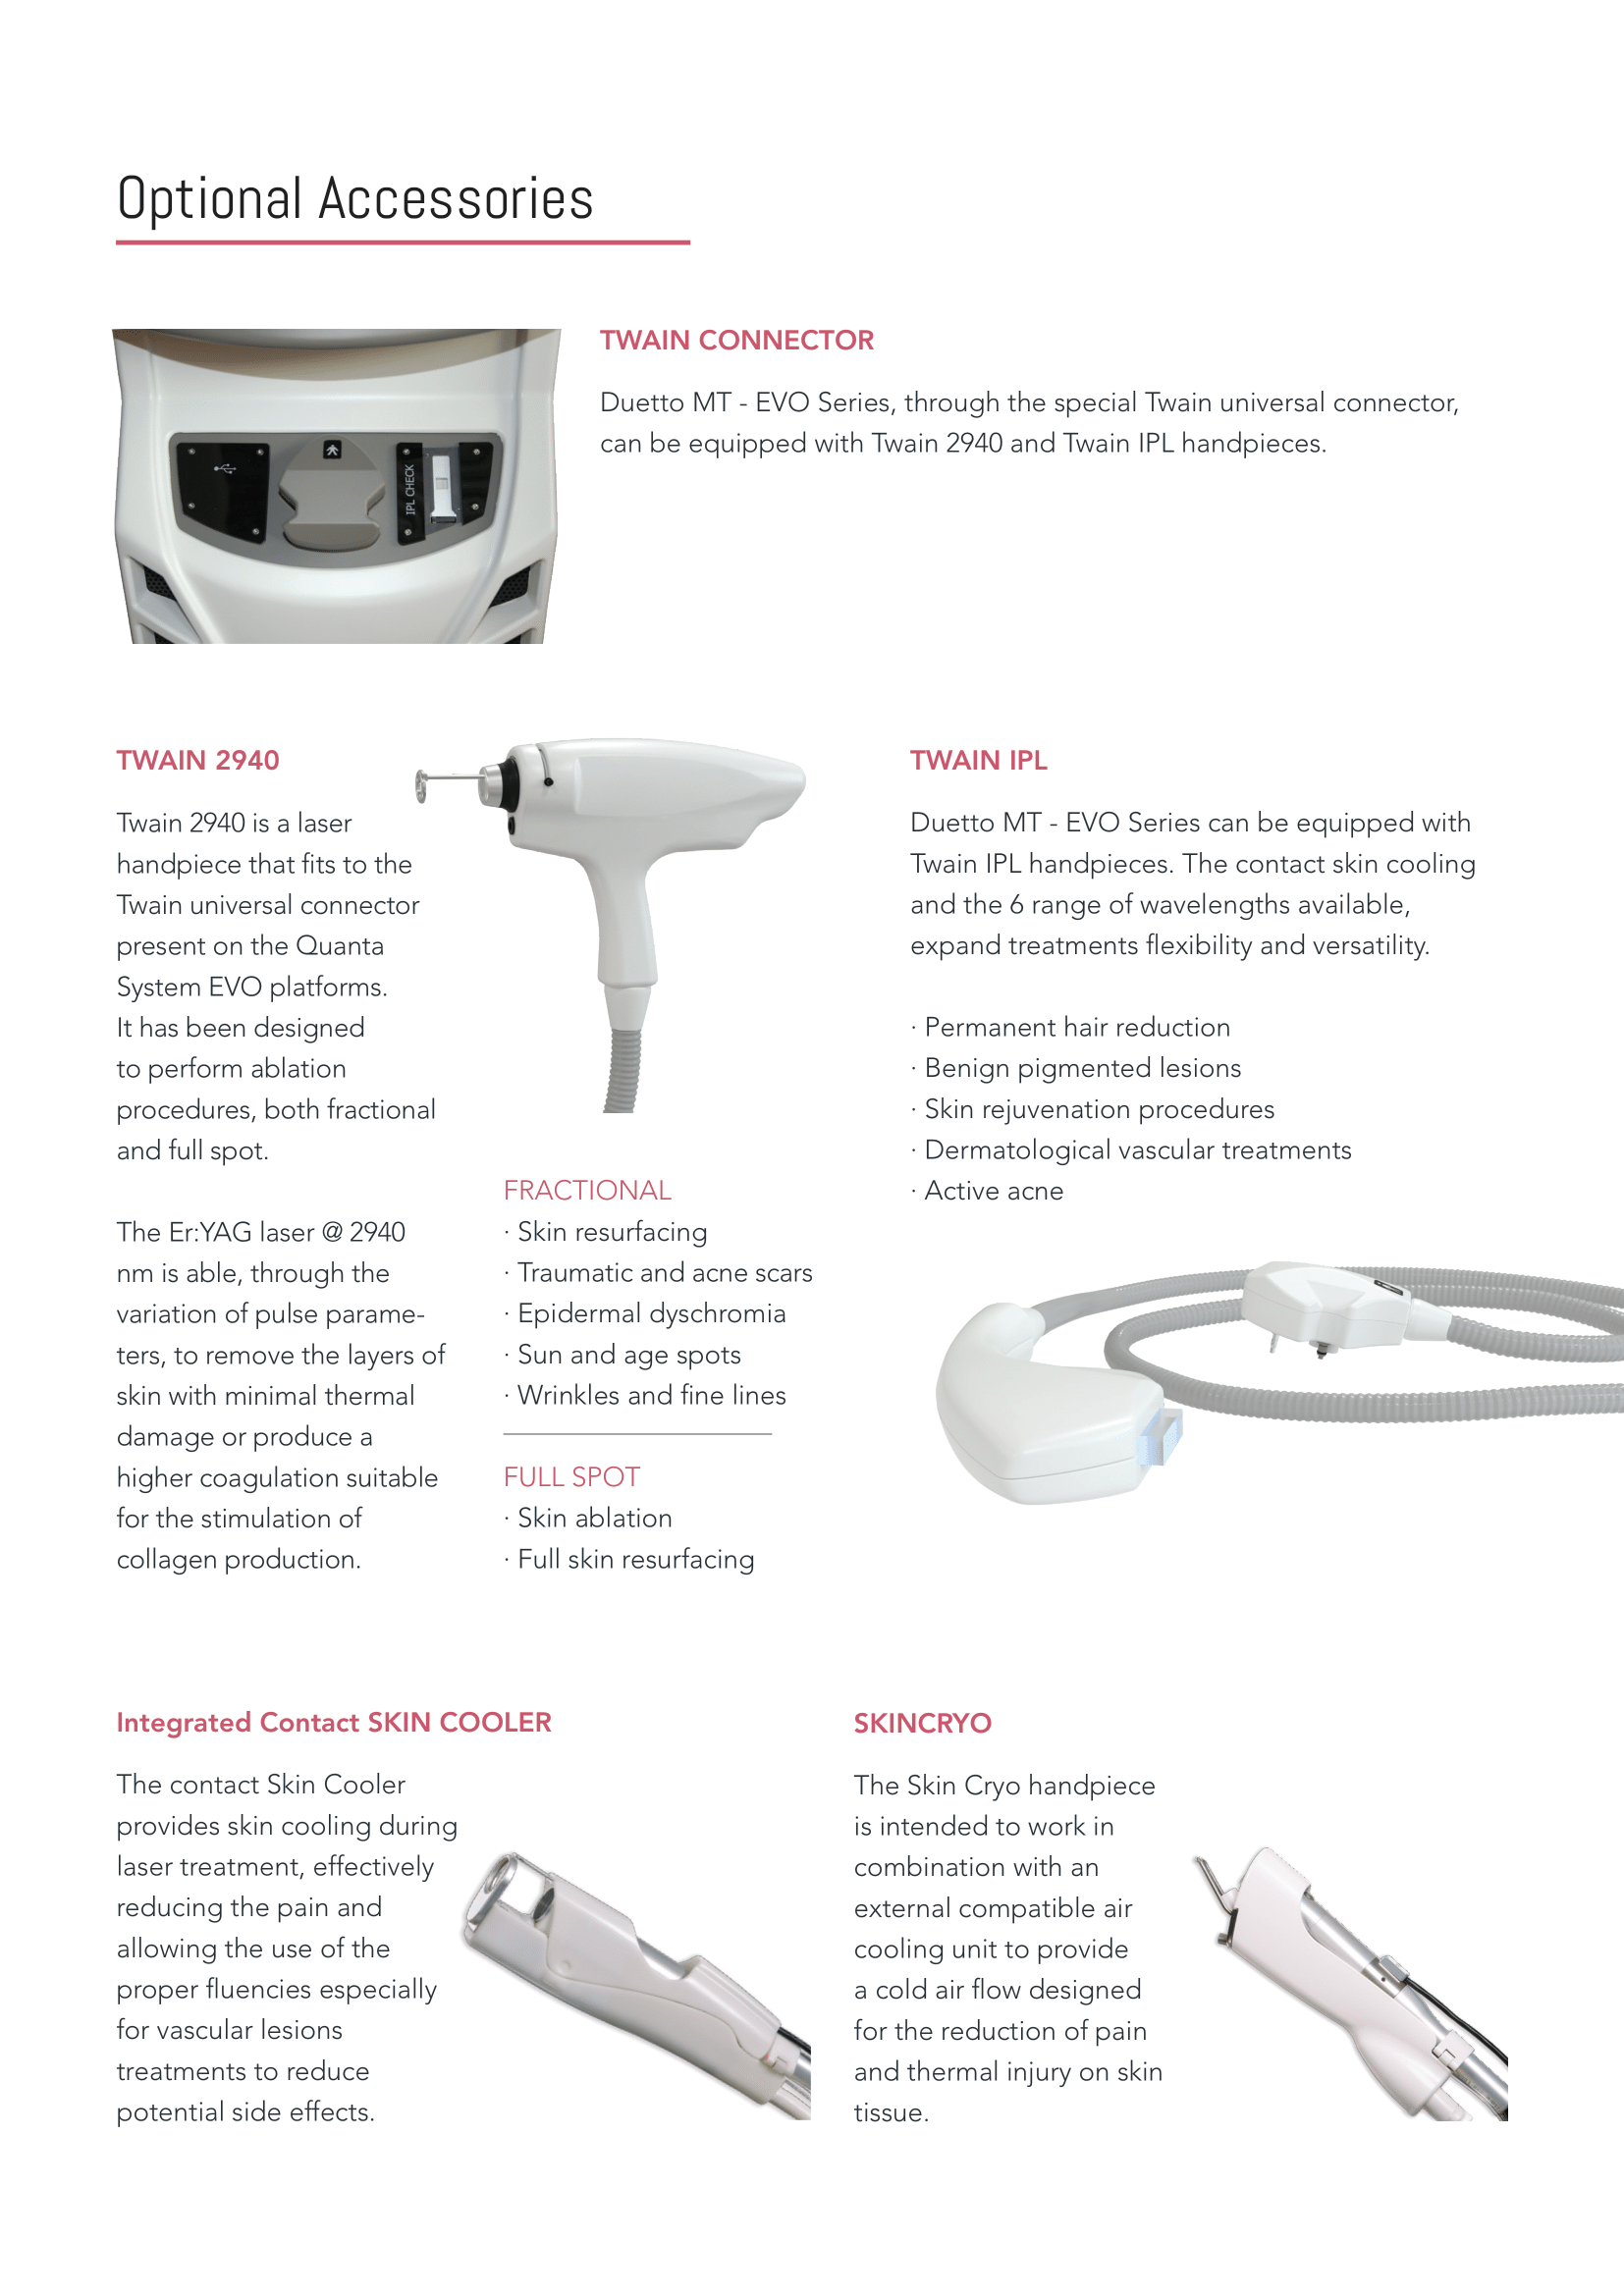 Optional Accessories
TWAIN CONNECTOR
Duetto MT - EVO Series, through the special Twain universal connector,
can be equipped with Twain 2940 and Twain IPL handpieces.
IPL CHECK
TWAIN 2940
Twain 2940 is a laser
handpiece that fits to the
Twain universal connector
present on the Quanta
System EVO platforms.
It has been designed
to perform ablation
procedures, both fractional
and full spot.
The Er:YAG laser @ 2940
nm is able, through the
variation of pulse parame-
ters, to remove the layers of
skin with minimal thermal
damage or produce a
higher coagulation suitable
for the stimulation of
collagen production.
FRACTIONAL
· Skin resurfacing
· Traumatic and acne scars
· Epidermal dyschromia
· Sun and age spots
· Wrinkles and fine lines
FULL SPOT
· Skin ablation
· Full skin resurfacing
TWAIN IPL
Duetto MT - EVO Series can be equipped with
Twain IPL handpieces. The contact skin cooling
and the 6 range of wavelengths available,
expand treatments flexibility and versatility.
· Permanent hair reduction
· Benign pigmented lesions
· Skin rejuvenation procedures
· Dermatological vascular treatments
· Active acne
Integrated Contact SKIN COOLER
The contact Skin Cooler
provides skin cooling during
laser treatment, effectively
reducing the pain and
allowing the use of the
proper fluencies especially
for vascular lesions
treatments to reduce
potential side effects.
SKINCRYO
The Skin Cryo handpiece
is intended to work in
combination with an
external compatible air
cooling unit to provide
a cold air flow designed
for the reduction of pain
and thermal injury on skin
tissue.